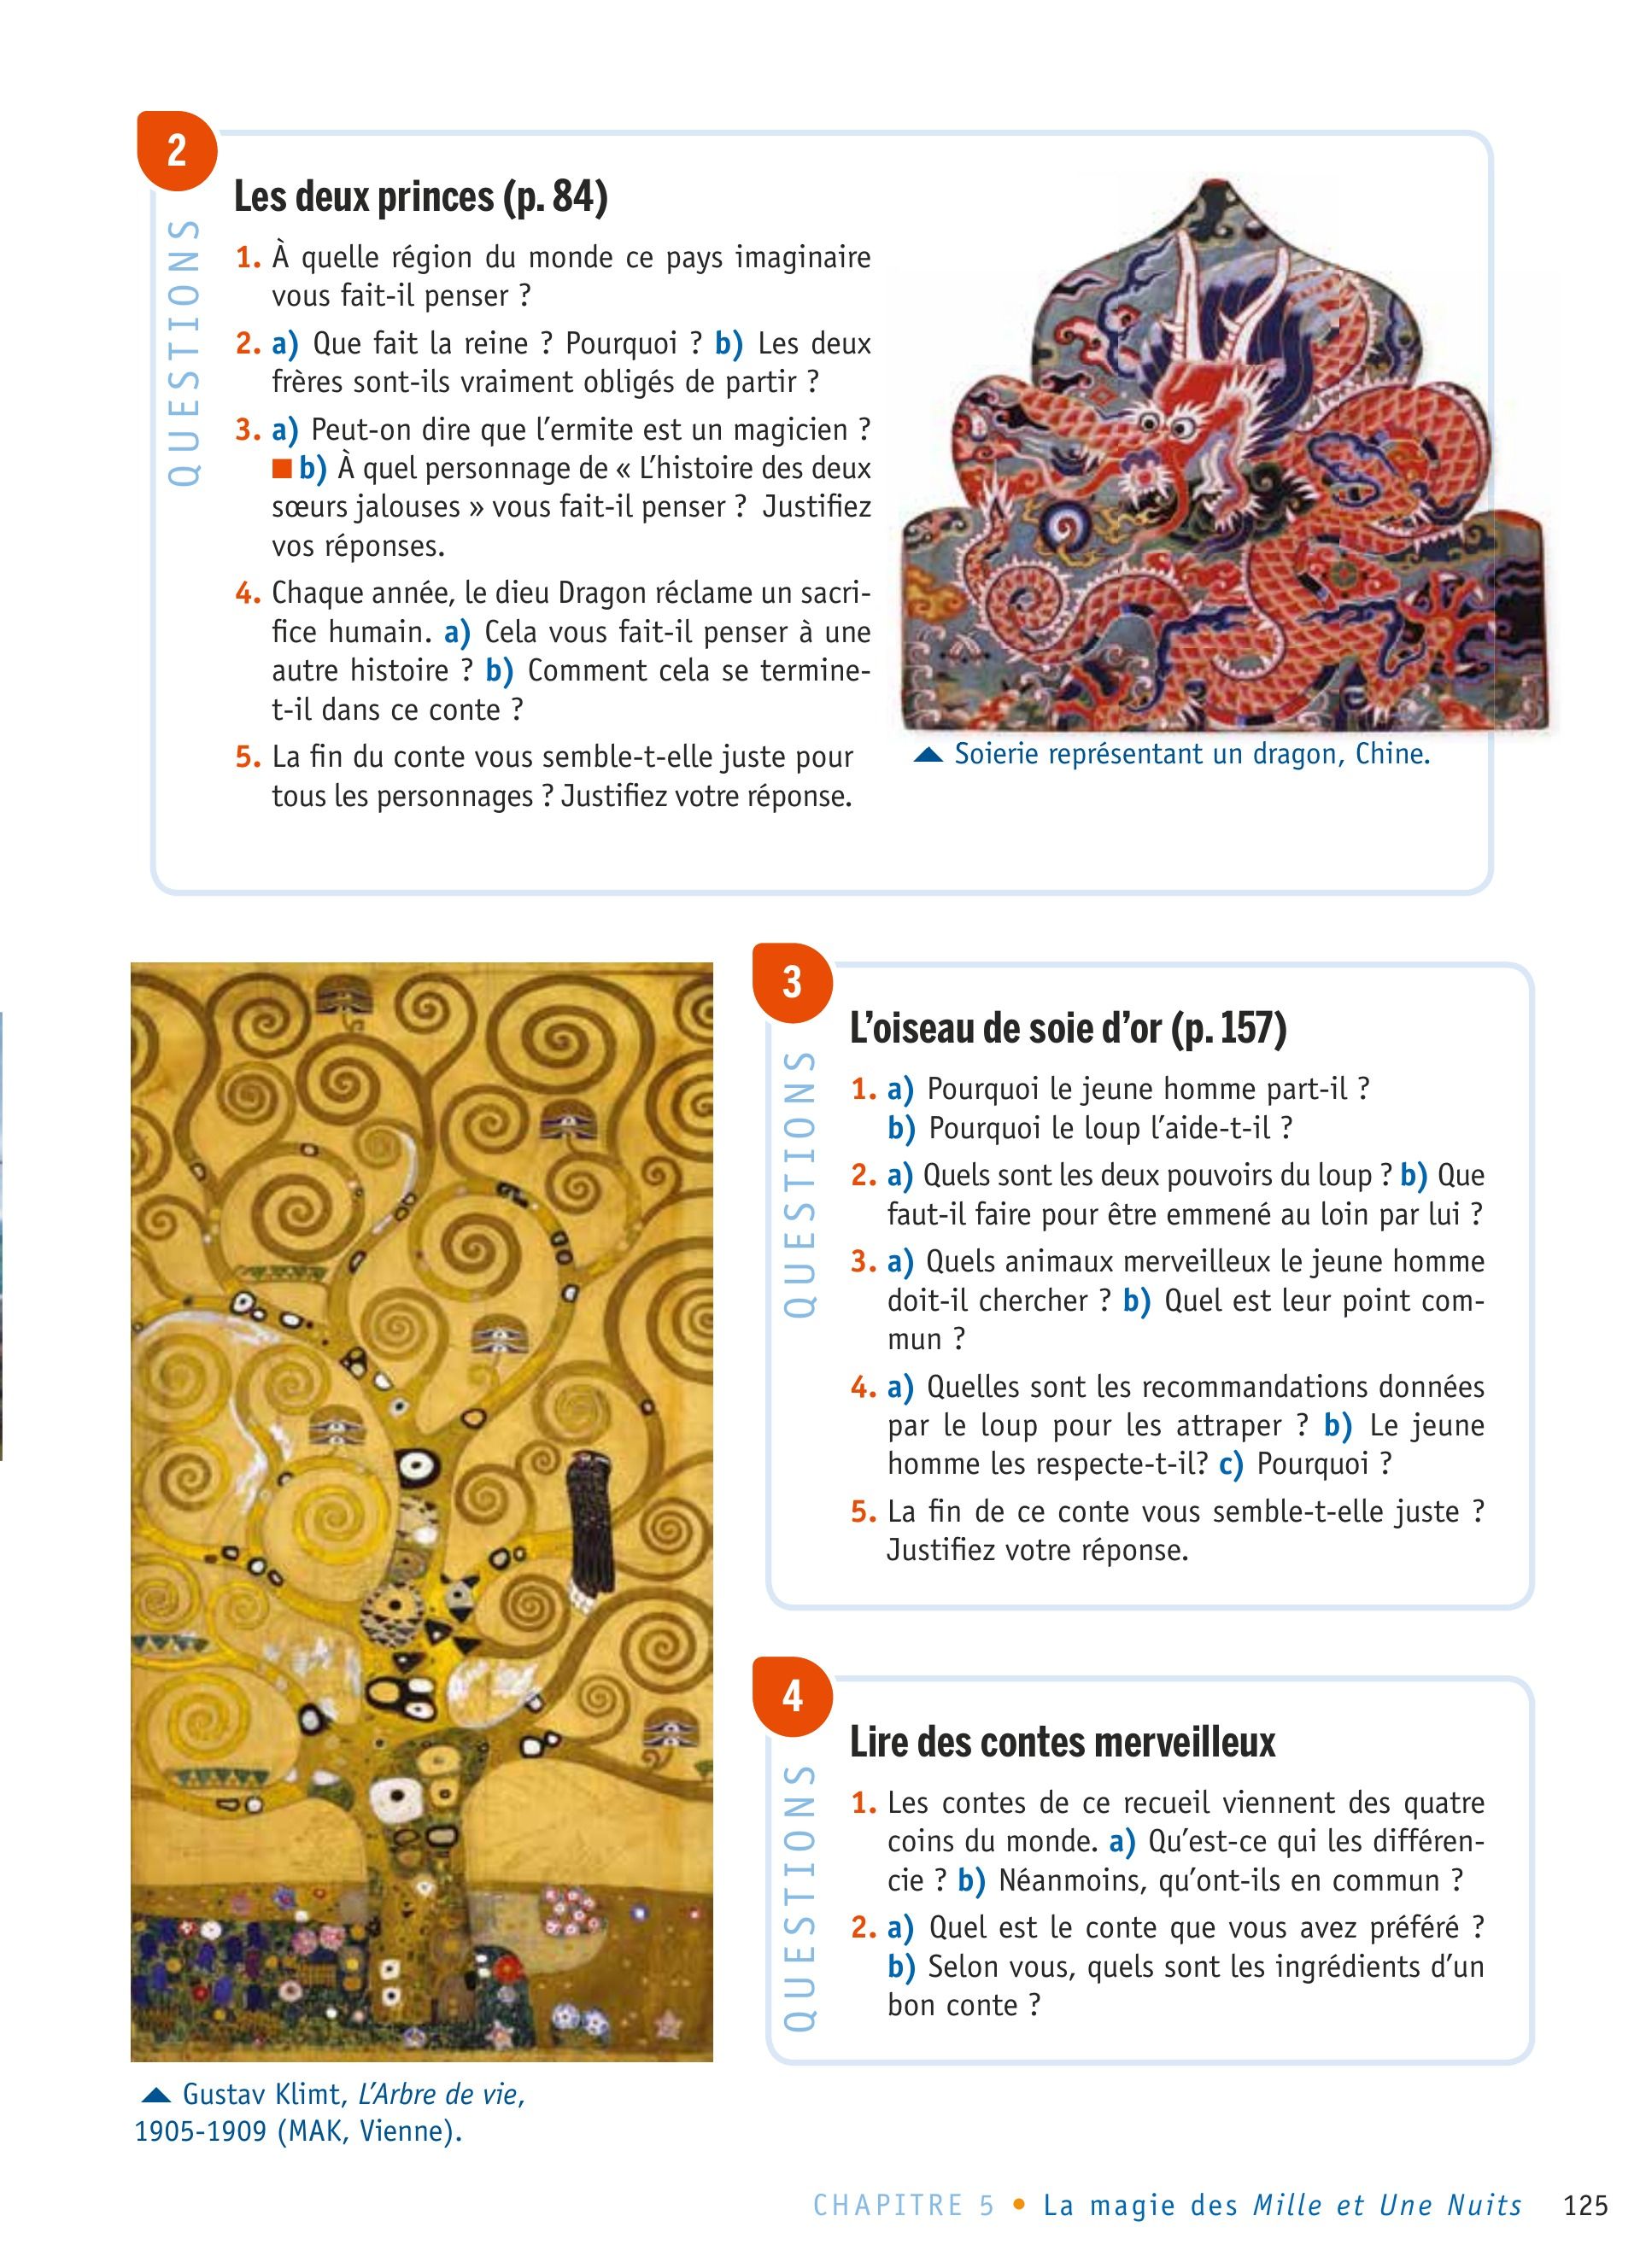 2
QUESTIONS
Les deux princes (p. 84)
1. À quelle région du monde ce pays imaginaire
vous fait-il penser ?
2. a) Que fait la reine ? Pourquoi ? b) Les deux
frères sont-ils vraiment obligés de partir ?
3. a) Peut-on dire que l’ermite est un magicien ?
■ b) À quel personnage de « L’histoire des deux
sœurs jalouses » vous fait-il penser ? Justifiez
vos réponses.
4. Chaque année, le dieu Dragon réclame un sacri-
fice humain. a) Cela vous fait-il penser à une
autre histoire ? b) Comment cela se termine-
t-il dans ce conte ?
5. La fin du conte vous semble-t-elle juste pour
tous les personnages ? Justifiez votre réponse.
▲ Soierie représentant un dragon, Chine.
3
QUESTIONS
L’oiseau de soie d’or (p. 157)
1. a) Pourquoi le jeune homme part-il ?
b) Pourquoi le loup l’aide-t-il ?
2. a) Quels sont les deux pouvoirs du loup ? b) Que
faut-il faire pour être emmené au loin par lui ?
3. a) Quels animaux merveilleux le jeune homme
doit-il chercher ? b) Quel est leur point com-
mun ?
4. a) Quelles sont les recommandations données
par le loup pour les attraper ? b) Le jeune
homme les respecte-t-il? c) Pourquoi ?
5. La fin de ce conte vous semble-t-elle juste ?
Justifiez votre réponse.
4
QUESTIONS
Lire des contes merveilleux
1. Les contes de ce recueil viennent des quatre
coins du monde. a) Qu’est-ce qui les différen-
cie ? b) Néanmoins, qu’ont-ils en commun ?
2. a) Quel est le conte que vous avez préféré ?
b) Selon vous, quels sont les ingrédients d’un
bon conte ?
▲ Gustav Klimt, L’Arbre de vie,
1905-1909 (MAK, Vienne).
CHAPITRE 5 • La magie des Mille et Une Nuits 125